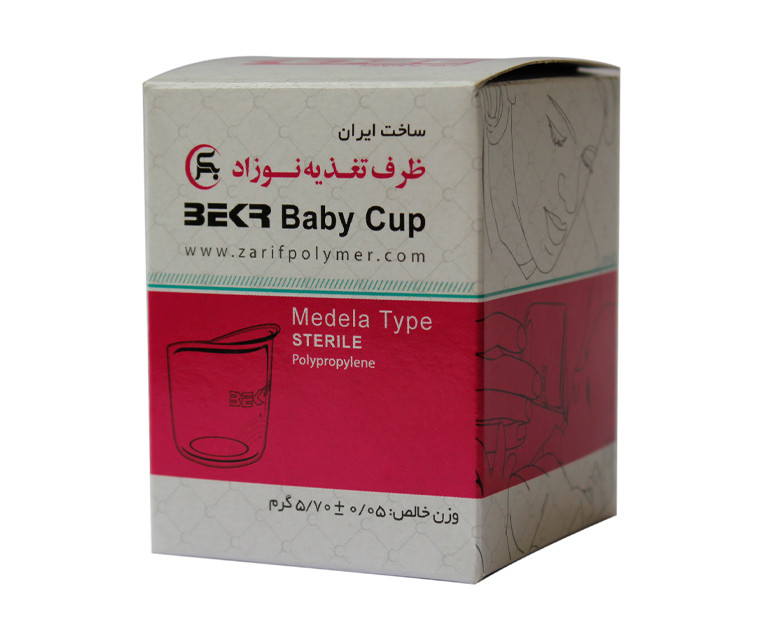 ساخت ایران
ظرف تغذیه نوزاد
BEKR Baby Cup
www.zarifpolymer.com
Medela Type
STERILE
Polypropylene
BEKR
وزن خالص: ۰/۰۵ ± ۵/۷۰ گرم